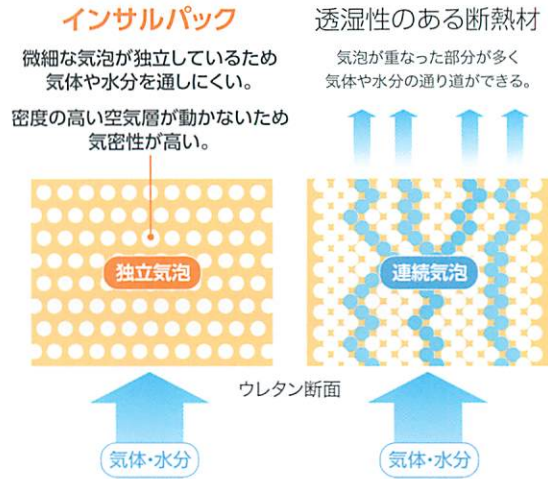 インサルパック
微細な気泡が独立しているため
気体や水分を通しにくい。
密度の高い空気層が動かないため
気密性が高い。
独立気泡
気体・水分
透湿性のある断熱材
気泡が重なった部分が多く
気体や水分の通り道ができる。
連続気泡
気体・水分
ウレタン断面